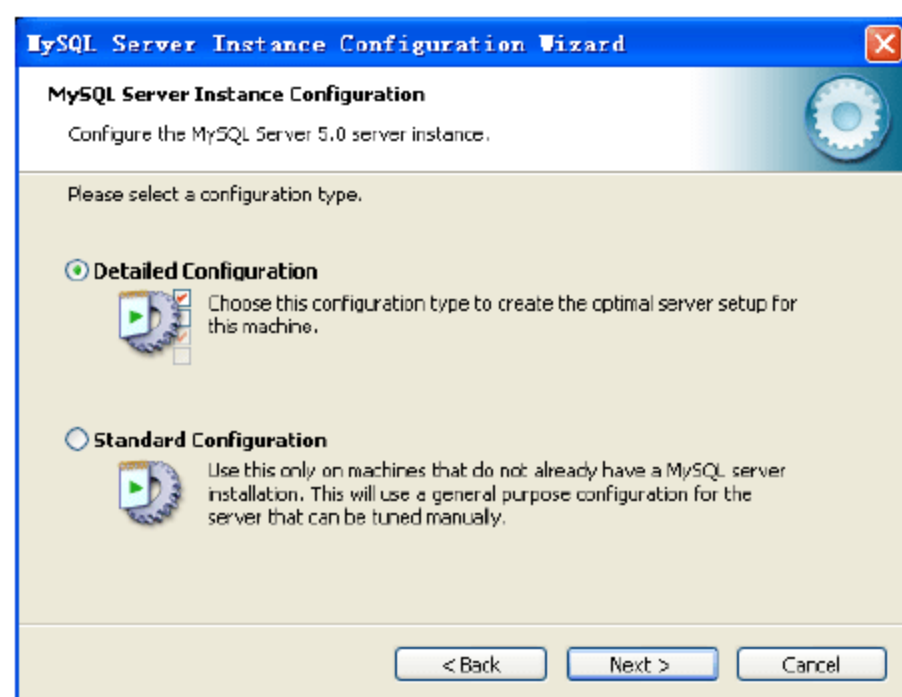 MySQL Server Instance Configuration Wizard
MySQL Server Instance Configuration
Configure the MySQL Server 5.0 server instance.
Please select a configuration type.
Detailed Configuration
Choose this configuration type to create the optimal server setup for
this machine.
Standard Configuration
Use this only on machines that do not already have a MySQL server
installation. This will use a general purpose configuration for the
server that can be tuned manually.
< Back Next > Cancel